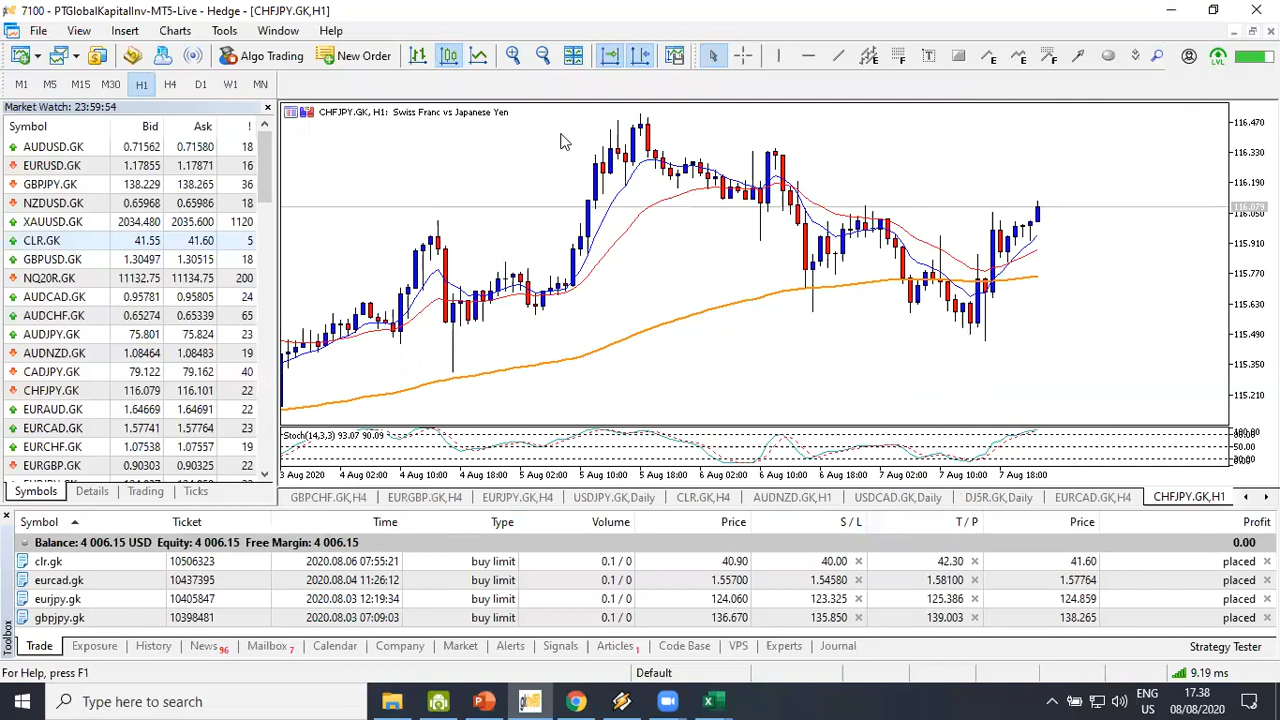 7100 - PTGlobalKapitalInv-MT5-Live - Hedge - [CHFJPY.GK,H1]
File View Insert Charts Tools Window Help
Algo Trading New Order LVL
M1 M5 M15 M30 H1 H4 D1 W1 MN
Market Watch: 23:59:54
Symbol Bid Ask !
AUDUSD.GK 0.71562 0.71580 18
EURUSD.GK 1.17855 1.17871 16
GBPJPY.GK 138.229 138.265 36
NZDUSD.GK 0.65968 0.65986 18
XAUUSD.GK 2034.480 2035.600 1120
CLR.GK 41.55 41.60 5
GBPUSD.GK 1.30497 1.30515 18
NQ20R.GK 11132.75 11134.75 200
AUDCAD.GK 0.95781 0.95805 24
AUDCHF.GK 0.65274 0.65339 65
AUDJPY.GK 75.801 75.824 23
AUDNZD.GK 1.08464 1.08483 19
CADJPY.GK 79.122 79.162 40
CHFJPY.GK 116.079 116.101 22
EURAUD.GK 1.64669 1.64691 22
EURCAD.GK 1.57741 1.57764 23
EURCHF.GK 1.07538 1.07557 19
EURGBP.GK 0.90303 0.90325 22
Symbols Details Trading Ticks
CHFJPY.GK, H1: Swiss Franc vs Japanese Yen
116.470
116.330
116.190
116.079
116.050
115.910
115.770
115.630
115.490
115.350
115.210
Stoch(14,3,3) 93.07 90.09
100.00
50.00
3 Aug 2020 4 Aug 02:00 4 Aug 10:00 4 Aug 18:00 5 Aug 02:00 5 Aug 10:00 5 Aug 18:00 6 Aug 02:00 6 Aug 10:00 6 Aug 18:00 7 Aug 02:00 7 Aug 10:00 7 Aug 18:00
GBPCHF.GK,H4 EURGBP.GK,H4 EURJPY.GK,H4 USDJPY.GK,Daily CLR.GK,H4 AUDNZD.GK,H1 USDCAD.GK,Daily DJ5R.GK,Daily EURCAD.GK,H4 CHFJPY.GK,H1
Symbol Ticket Time Type Volume Price S / L T / P Price Profit
Balance: 4 006.15 USD Equity: 4 006.15 Free Margin: 4 006.15 0.00
clr.gk 10506323 2020.08.06 07:55:21 buy limit 0.1 / 0 40.90 40.00 42.30 41.60 placed
eurcad.gk 10437395 2020.08.04 11:26:12 buy limit 0.1 / 0 1.55700 1.54580 1.58100 1.57764 placed
eurjpy.gk 10405847 2020.08.03 12:19:34 buy limit 0.1 / 0 124.060 123.325 125.386 124.859 placed
gbpjpy.gk 10398481 2020.08.03 07:09:03 buy limit 0.1 / 0 136.670 135.850 139.003 138.265 placed
Toolbox
Trade Exposure History News 96 Mailbox 7 Calendar Company Market Alerts Signals Articles 1 Code Base VPS Experts Journal Strategy Tester
For Help, press F1 Default 9.19 ms
Type here to search ENG US 17.38 08/08/2020